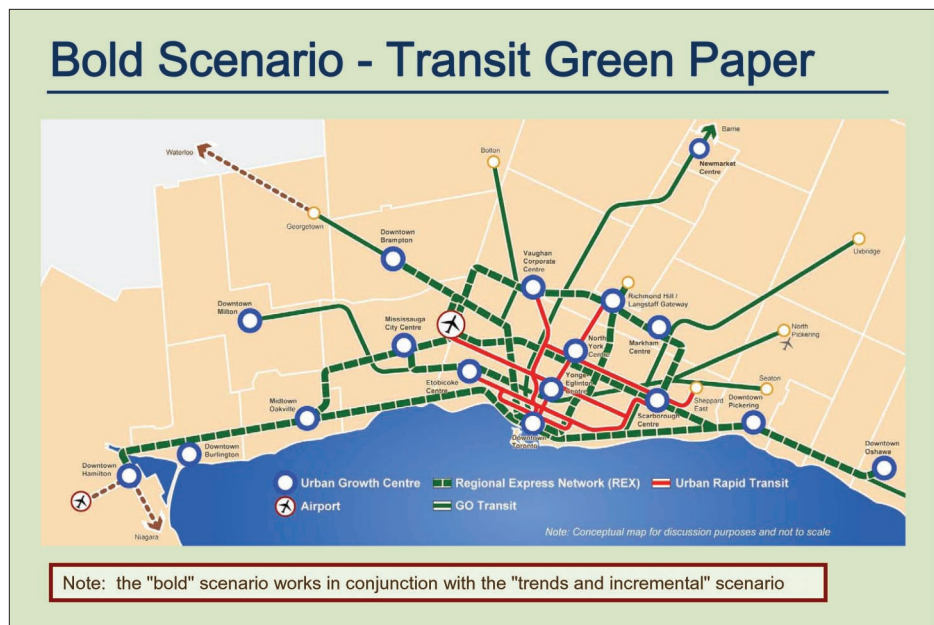 Bold Scenario - Transit Green Paper
Barrie
Waterloo
Bolton
Newmarket
Centre
Georgetown
Downtown
Brampton
Uxbridge
Vaughan
Corporate
Centre
Downtown
Milton
Richmond Hill /
Langstaff Gateway
Mississauga
City Centre
North
Pickering
Markham
Centre
North
York
Centre
Etobicoke
Centre
Yonge-
Eglinton
Centre
Seaton
Sheppard
East
Midtown
Oakville
Scarborough
Centre
Downtown
Pickering
Downtown
Toronto
Downtown
Burlington
Downtown
Oshawa
Downtown
Hamilton
Urban Growth Centre
Regional Express Network (REX)
Urban Rapid Transit
Airport
GO Transit
Niagara
Note: Conceptual map for discussion purposes and not to scale
Note: the "bold" scenario works in conjunction with the "trends and incremental" scenario